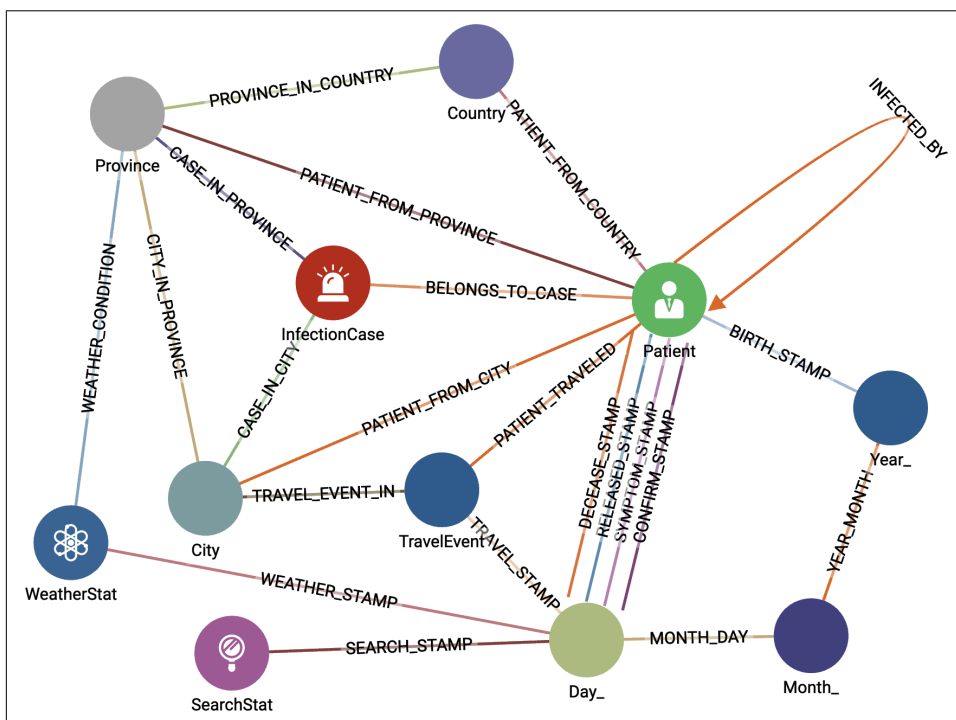 Country
PROVINCE_IN_COUNTRY
Province
PATIENT_FROM_COUNTRY
INFECTED_BY
CASE_IN_PROVINCE
PATIENT_FROM_PROVINCE
WEATHER_CONDITION
CITY_IN_PROVINCE
InfectionCase
BELONGS_TO_CASE
Patient
BIRTH_STAMP
CASE_IN_CITY
PATIENT_FROM_CITY
PATIENT_TRAVELED
DECEASE_STAMP
RELEASED_STAMP
SYMPTOM_STAMP
CONFIRM_STAMP
Year_
YEAR_MONTH
TRAVEL_EVENT_IN
City
TravelEvent
TRAVEL_STAMP
WeatherStat
WEATHER_STAMP
SEARCH_STAMP
SearchStat
MONTH_DAY
Day_
Month_